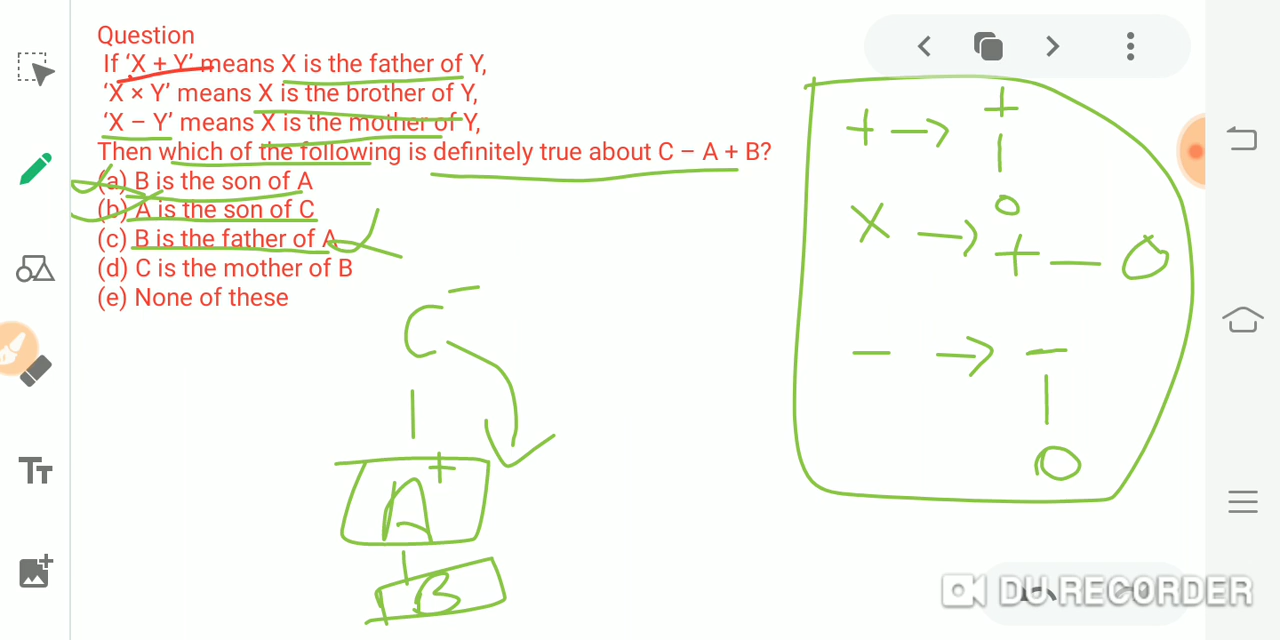 Question
If ‘X + Y’ means X is the father of Y,
‘X × Y’ means X is the brother of Y,
‘X − Y’ means X is the mother of Y,
Then which of the following is definitely true about C − A + B?
(a) B is the son of A
(b) A is the son of C
(c) B is the father of A
(d) C is the mother of B
(e) None of these
+ → +
|
o
× → + — O
− → −
|
O
C −
|
A +
|
B
Tт
DU RECORDER